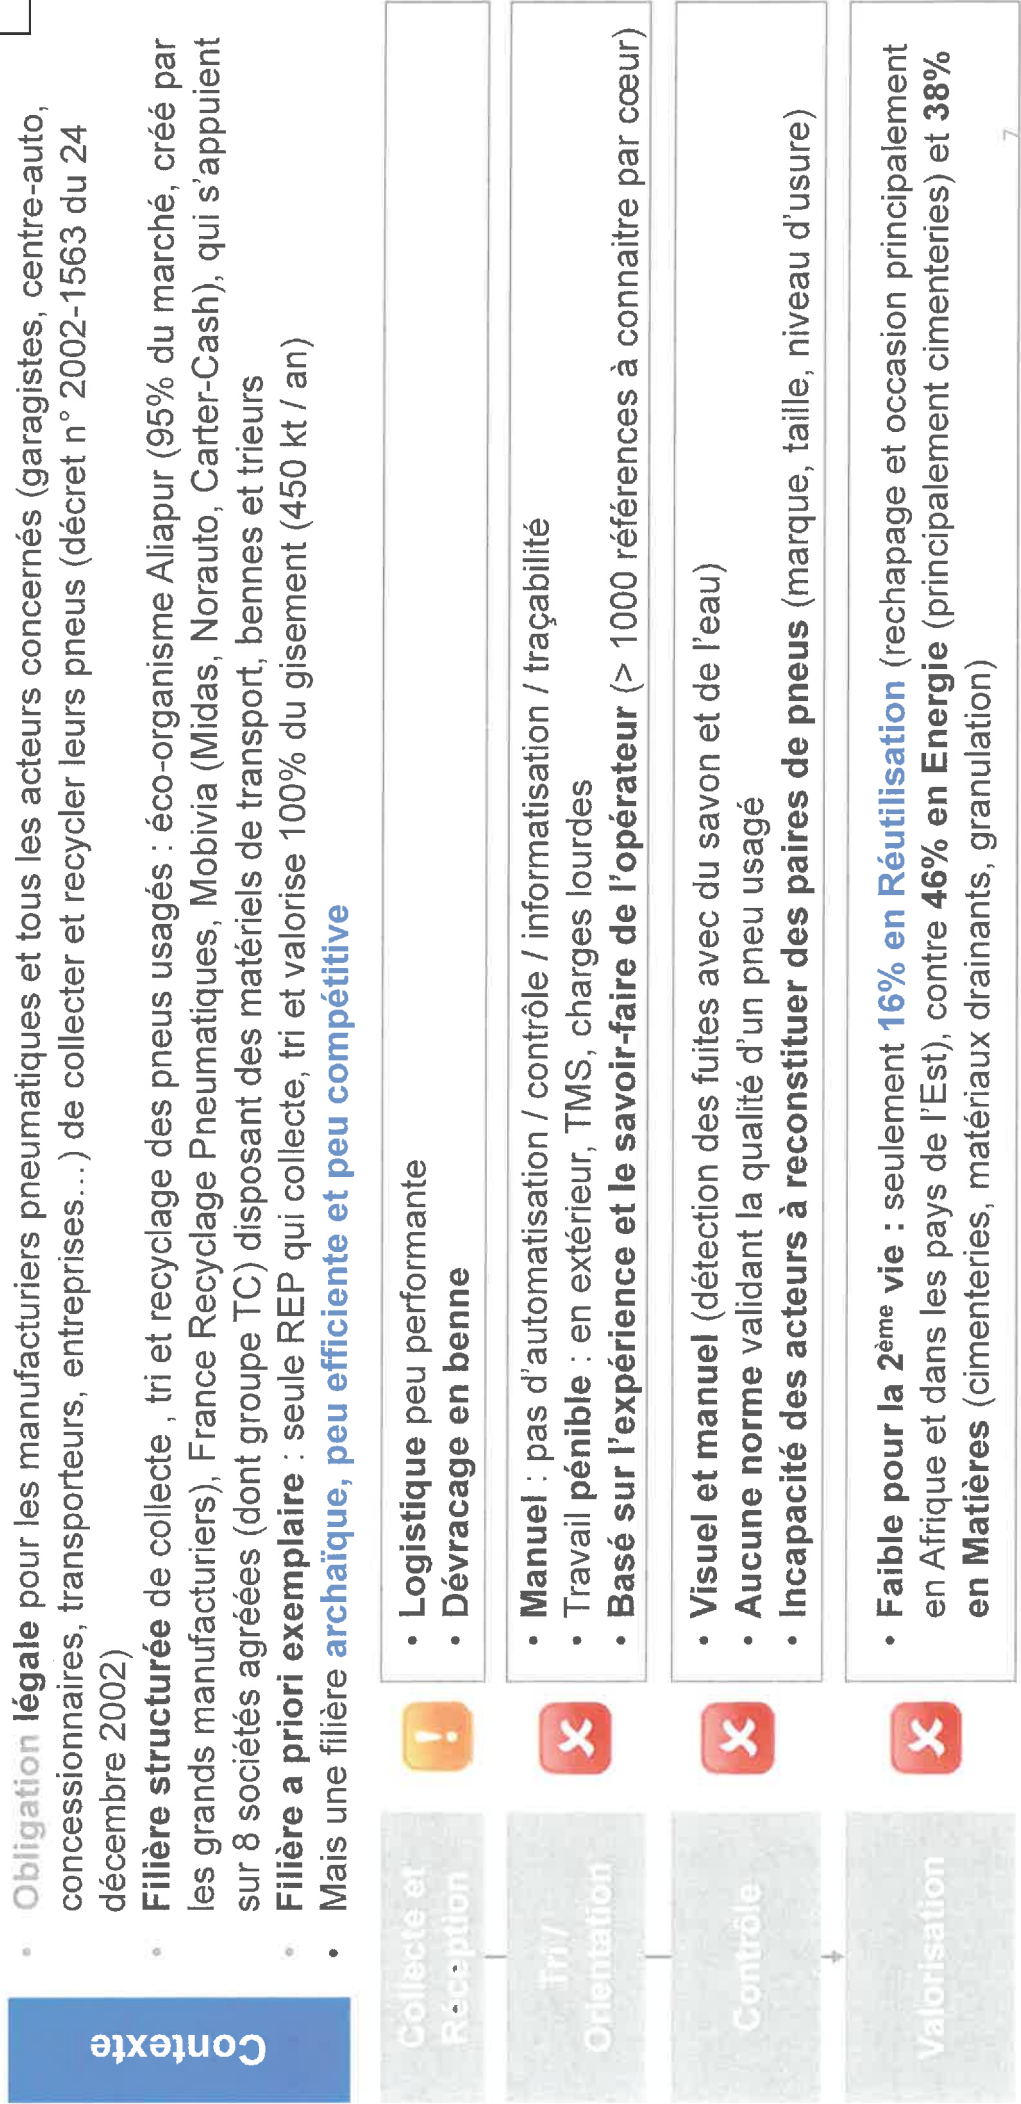 Contexte
• Obligation légale pour les manufacturiers pneumatiques et tous les acteurs concernés (garagistes, centre-auto,
concessionnaires, transporteurs, entreprises…) de collecter et recycler leurs pneus (décret n° 2002-1563 du 24
décembre 2002)
• Filière structurée de collecte , tri et recyclage des pneus usagés : éco-organisme Aliapur (95% du marché, créé par
les grands manufacturiers), France Recyclage Pneumatiques, Mobivia (Midas, Norauto, Carter-Cash), qui s'appuient
sur 8 sociétés agréées (dont groupe TC) disposant des matériels de transport, bennes et trieurs
• Filière a priori exemplaire : seule REP qui collecte, tri et valorise 100% du gisement (450 kt / an)
• Mais une filière archaïque, peu efficiente et peu compétitive
Collecte et
Réception
• Logistique peu performante
• Dévracage en benne
Tri /
Orientation
• Manuel : pas d'automatisation / contrôle / informatisation / traçabilité
• Travail pénible : en extérieur, TMS, charges lourdes
• Basé sur l'expérience et le savoir-faire de l'opérateur (> 1000 références à connaitre par cœur)
Contrôle
• Visuel et manuel (détection des fuites avec du savon et de l'eau)
• Aucune norme validant la qualité d'un pneu usagé
• Incapacité des acteurs à reconstituer des paires de pneus (marque, taille, niveau d'usure)
Valorisation
• Faible pour la 2ème vie : seulement 16% en Réutilisation (rechapage et occasion principalement
en Afrique et dans les pays de l'Est), contre 46% en Energie (principalement cimenteries) et 38%
en Matières (cimenteries, matériaux drainants, granulation)
7